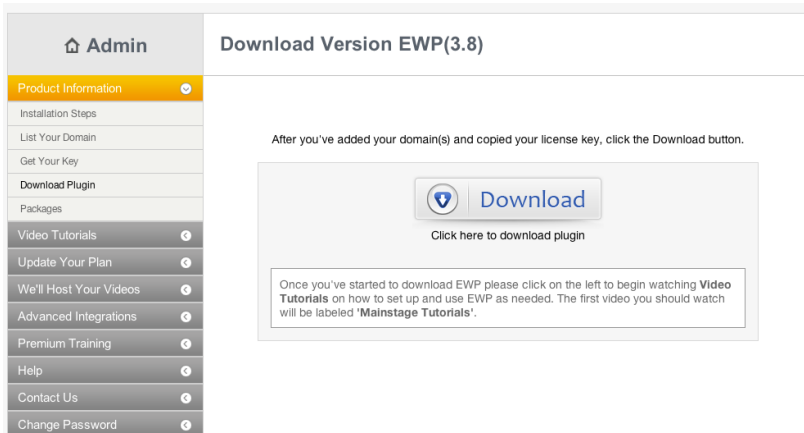 Admin
Download Version EWP(3.8)
Product Information
Installation Steps
List Your Domain
Get Your Key
Download Plugin
Packages
Video Tutorials
Update Your Plan
We'll Host Your Videos
Advanced Integrations
Premium Training
Help
Contact Us
Change Password
After you've added your domain(s) and copied your license key, click the Download button.
Download
Click here to download plugin
Once you've started to download EWP please click on the left to begin watching Video
Tutorials on how to set up and use EWP as needed. The first video you should watch
will be labeled 'Mainstage Tutorials'.